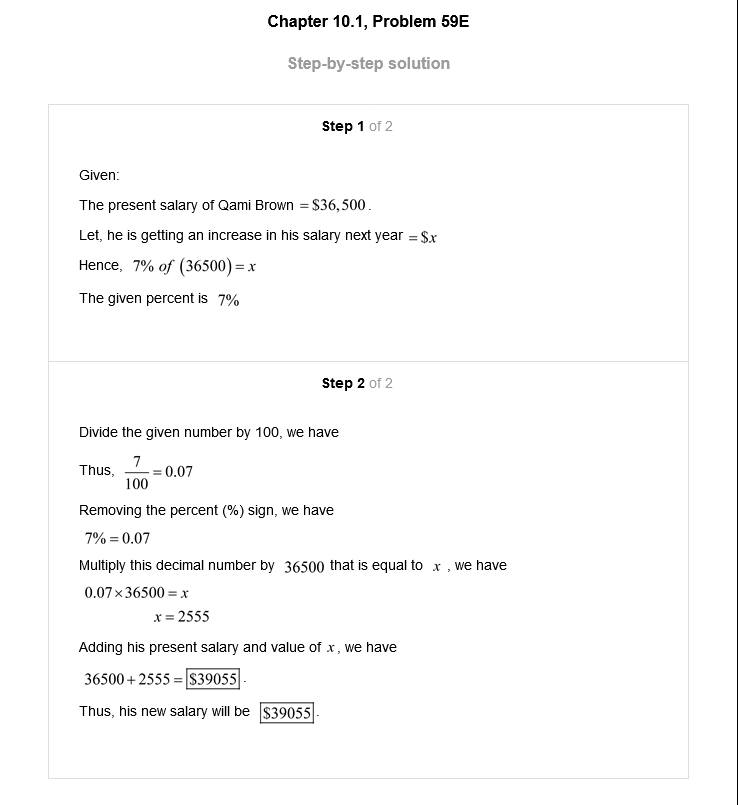 Chapter 10.1, Problem 59E
Step-by-step solution
Step 1 of 2
Given:
The present salary of Qami Brown = $36,500.
Let, he is getting an increase in his salary next year = $x
Hence, 7% of (36500) = x
The given percent is 7%
Step 2 of 2
Divide the given number by 100, we have
Thus, 7/100 = 0.07
Removing the percent (%) sign, we have
7% = 0.07
Multiply this decimal number by 36500 that is equal to x , we have
0.07×36500 = x
x = 2555
Adding his present salary and value of x, we have
36500 + 2555 = $39055.
Thus, his new salary will be $39055.